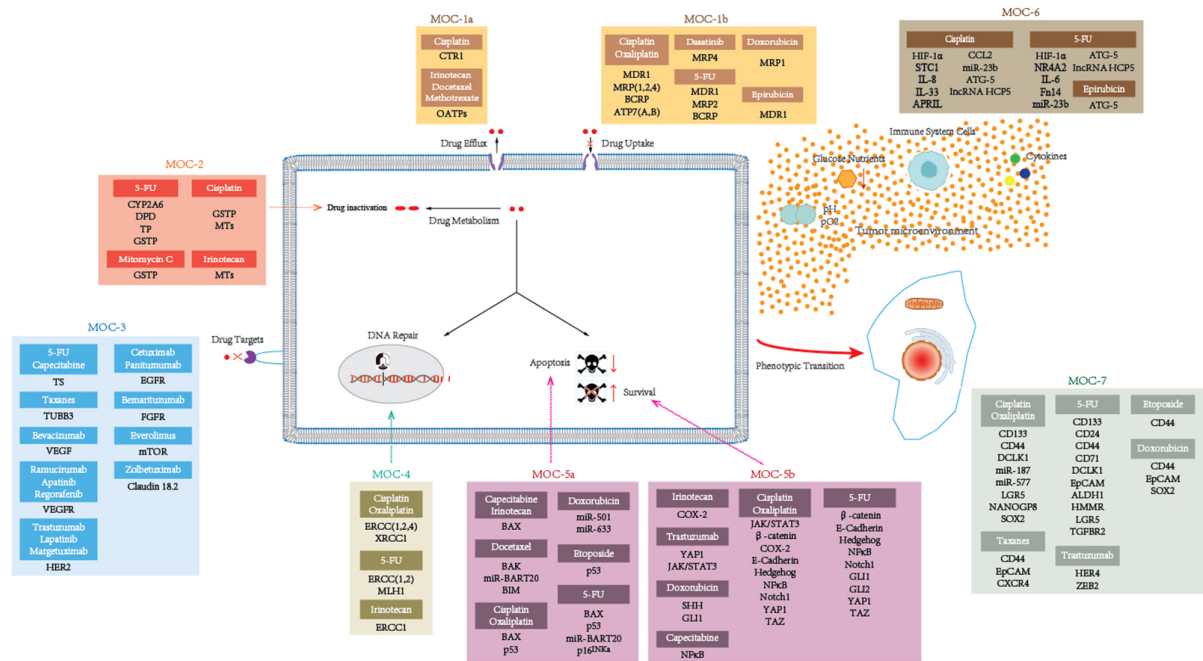 MOC-1a
Cisplatin
CTR1
Irinotecan
Docetaxel
Methotrexate
OATPs
MOC-1b
Cisplatin
Oxaliplatin
MDR1
MRP(1,2,4)
BCRP
ATP7(A,B)
Dasatinib
MRP4
5-FU
MDR1
MRP2
BCRP
Doxorubicin
MRP1
Epirubicin
MDR1
MOC-6
Cisplatin
HIF-1α
STC1
IL-8
IL-33
APRIL
CCL2
miR-23b
ATG-5
lncRNA HCP5
5-FU
HIF-1α
NR4A2
IL-6
Fn14
miR-23b
ATG-5
lncRNA HCP5
Epirubicin
ATG-5
Drug Efflux
Drug Uptake
Immune System Cells
Glucose Nutrients
Cytokines
pH
pO2
Tumor microenvironment
MOC-2
5-FU
CYP2A6
DPD
TP
GSTP
Cisplatin
GSTP
MTs
Mitomycin C
GSTP
Irinotecan
MTs
Drug inactivation
Drug Metabolism
MOC-3
5-FU
Capecitabine
TS
Taxanes
TUBB3
Bevacizumab
VEGF
Ramucirumab
Apatinib
Regorafenib
VEGFR
Trastuzumab
Lapatinib
Margetuximab
HER2
Cetuximab
Panitumumab
EGFR
Bemarituzumab
FGFR
Everolimus
mTOR
Zolbetuximab
Claudin 18.2
Drug Targets
DNA Repair
Apoptosis
Survival
Phenotypic Transition
MOC-4
Cisplatin
Oxaliplatin
ERCC(1,2,4)
XRCC1
5-FU
ERCC(1,2)
MLH1
Irinotecan
ERCC1
MOC-5a
Capecitabine
Irinotecan
BAX
Docetaxel
BAK
miR-BART20
BIM
Cisplatin
Oxaliplatin
BAX
p53
Doxorubicin
miR-501
miR-633
Etoposide
p53
5-FU
BAX
p53
miR-BART20
p16INKa
MOC-5b
Irinotecan
COX-2
Trastuzumab
YAP1
JAK/STAT3
Doxorubicin
SHH
GLI1
Capecitabine
NFκB
Cisplatin
Oxaliplatin
JAK/STAT3
β -catenin
COX-2
E-Cadherin
Hedgehog
NFκB
Notch1
YAP1
TAZ
5-FU
β -catenin
E-Cadherin
Hedgehog
NFκB
Notch1
GLI1
GLI2
YAP1
TAZ
MOC-7
Cisplatin
Oxaliplatin
CD133
CD44
DCLK1
miR-187
miR-577
LGR5
NANOGP8
SOX2
Taxanes
CD44
EpCAM
CXCR4
5-FU
CD133
CD24
CD44
CD71
DCLK1
EpCAM
ALDH1
HMMR
LGR5
TGFBR2
Trastuzumab
HER4
ZEB2
Etoposide
CD44
Doxorubicin
CD44
EpCAM
SOX2